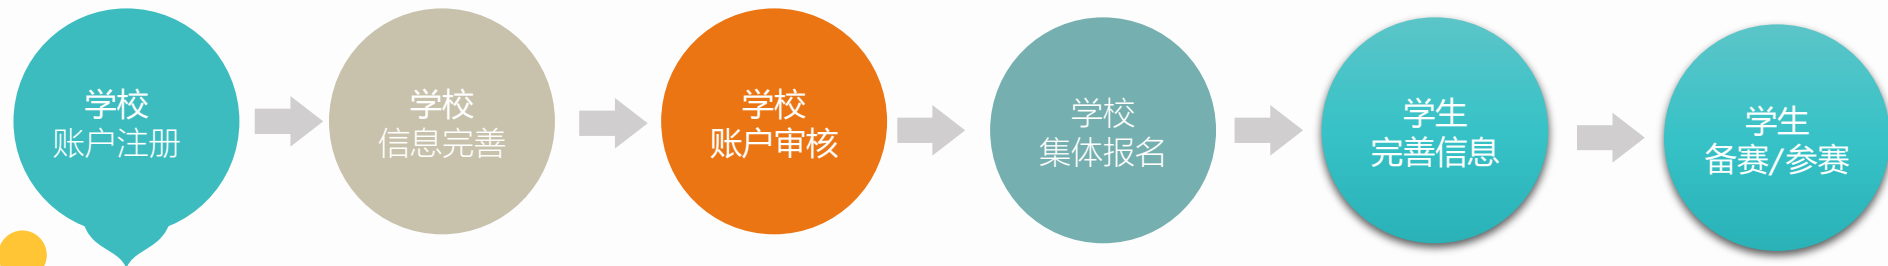 学校
账户注册
学校
信息完善
学校
账户审核
学校
集体报名
学生
完善信息
学生
备赛/参赛